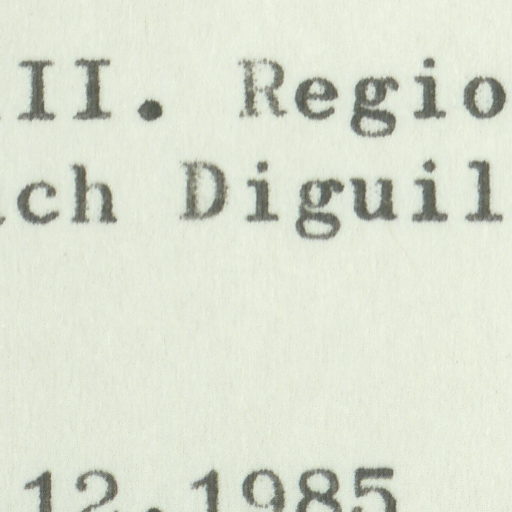 II. Regio
ch Diguil
12.1985